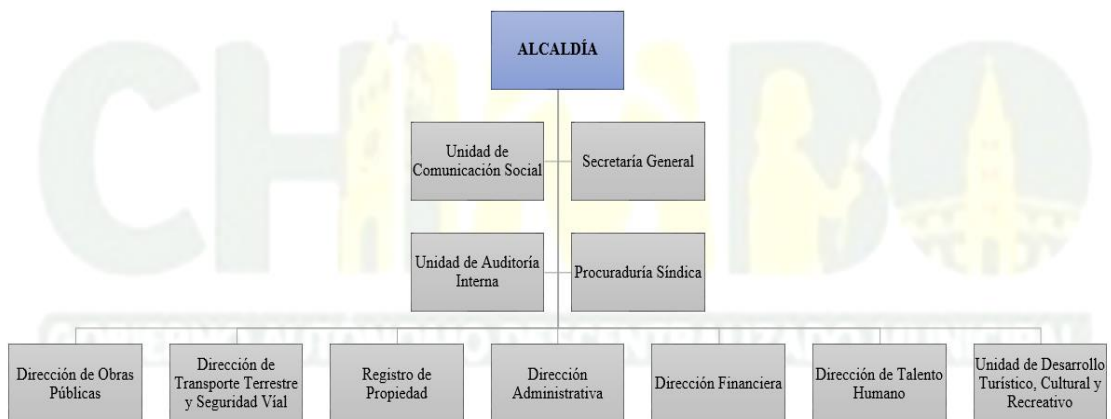 ALCALDÍA
Unidad de
Comunicación Social
Secretaría General
Unidad de Auditoría
Interna
Procuraduría Síndica
Dirección de Obras
Públicas
Dirección de
Transporte Terrestre
y Seguridad Víal
Registro de
Propiedad
Dirección
Administrativa
Dirección Financiera
Dirección de Talento
Humano
Unidad de Desarrollo
Turístico, Cultural y
Recreativo